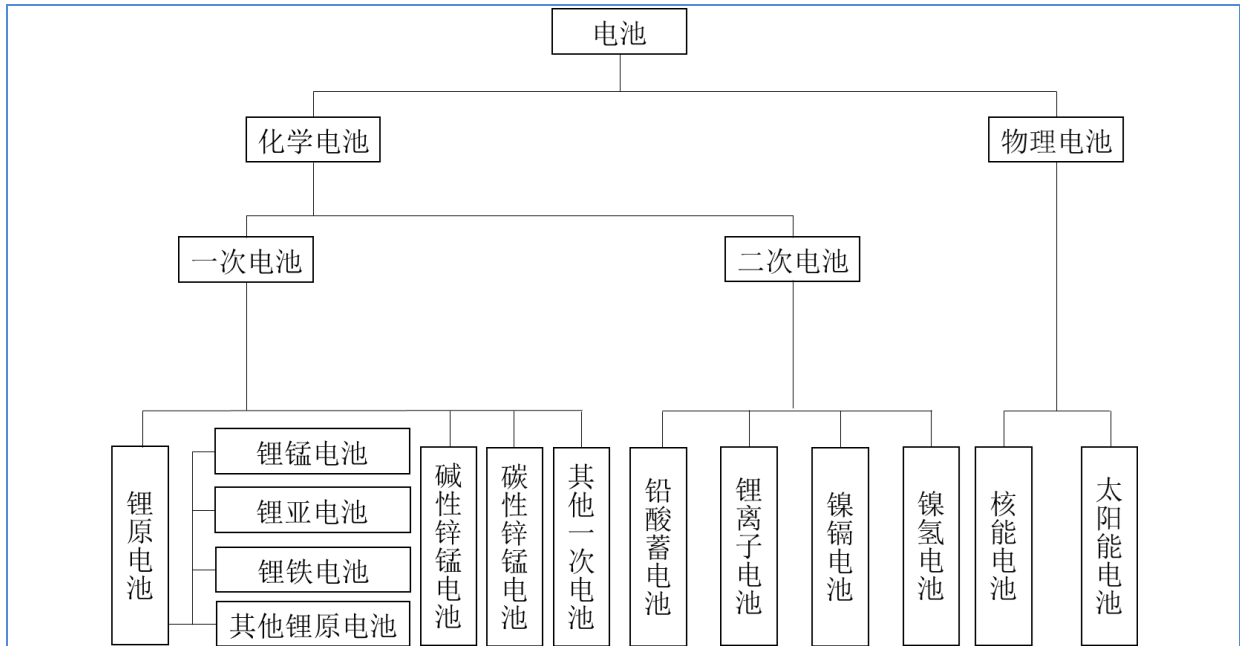 电池
化学电池
物理电池
一次电池
二次电池
锂原电池
锂锰电池
锂亚电池
锂铁电池
其他锂原电池
碱性锌锰电池
碳性锌锰电池
其他一次电池
铅酸蓄电池
锂离子电池
镍镉电池
镍氢电池
核能电池
太阳能电池